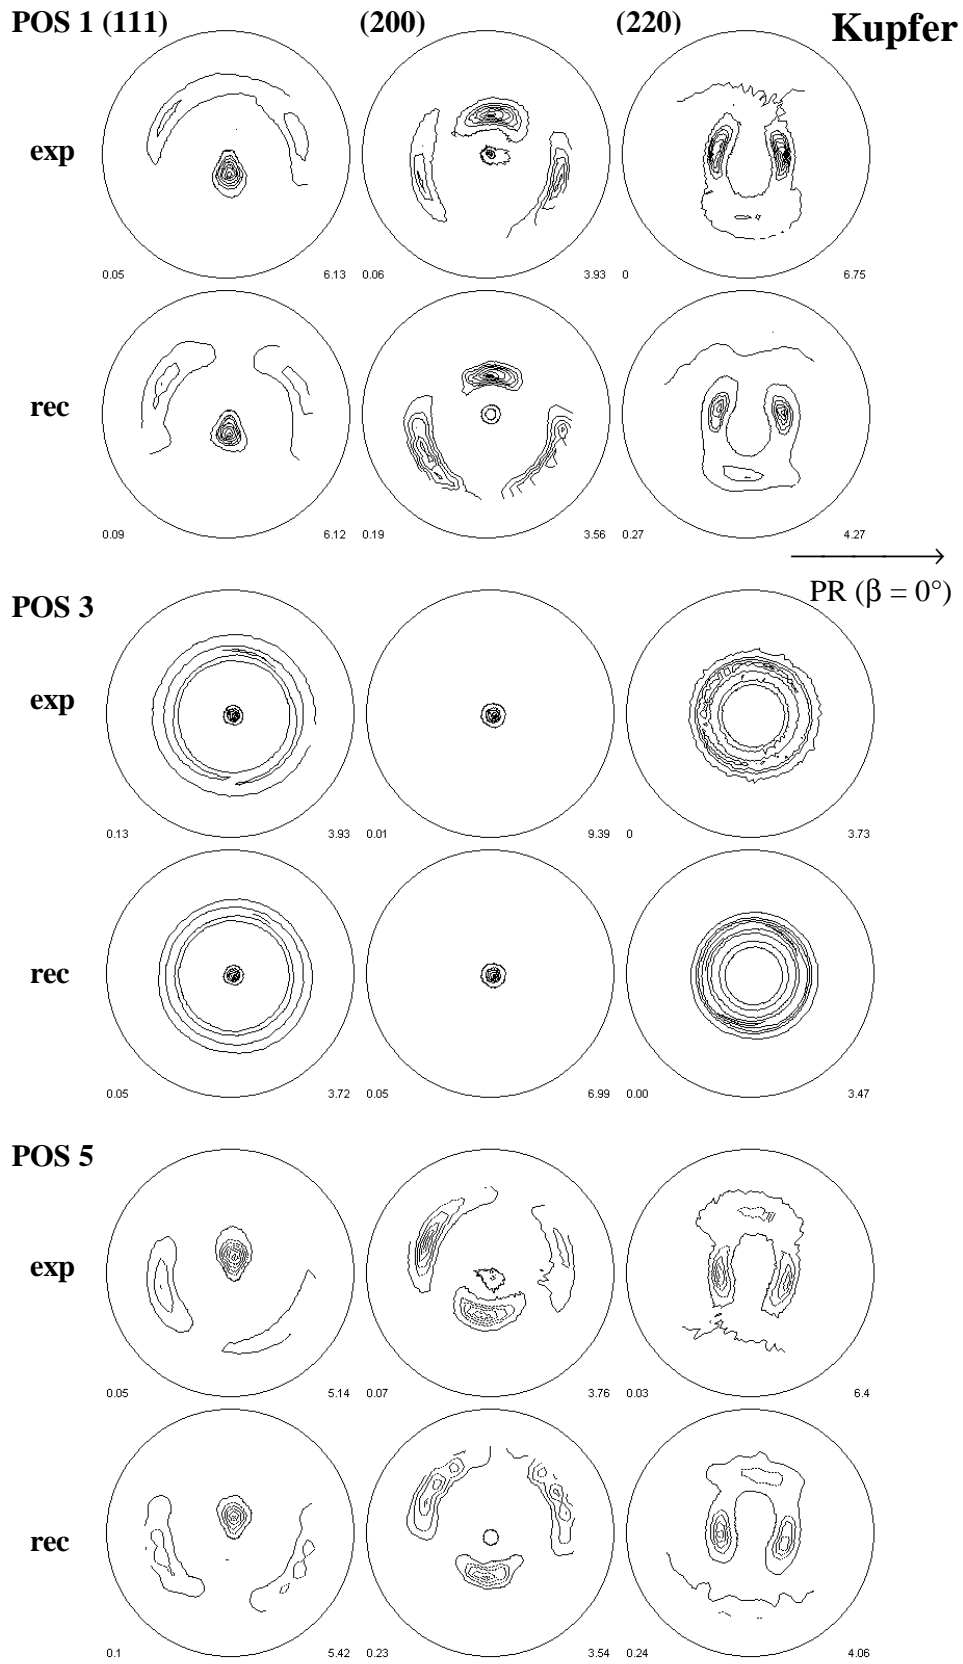 POS 1 (111) (200) (220) Kupfer
exp
0.05 6.13 0.06 3.93 0 6.75
rec
0.09 6.12 0.19 3.56 0.27 4.27
PR (β = 0°)
POS 3
exp
0.13 3.93 0.01 9.39 0 3.73
rec
0.05 3.72 0.05 6.99 0.00 3.47
POS 5
exp
0.05 5.14 0.07 3.76 0.03 6.4
rec
0.1 5.42 0.23 3.54 0.24 4.06